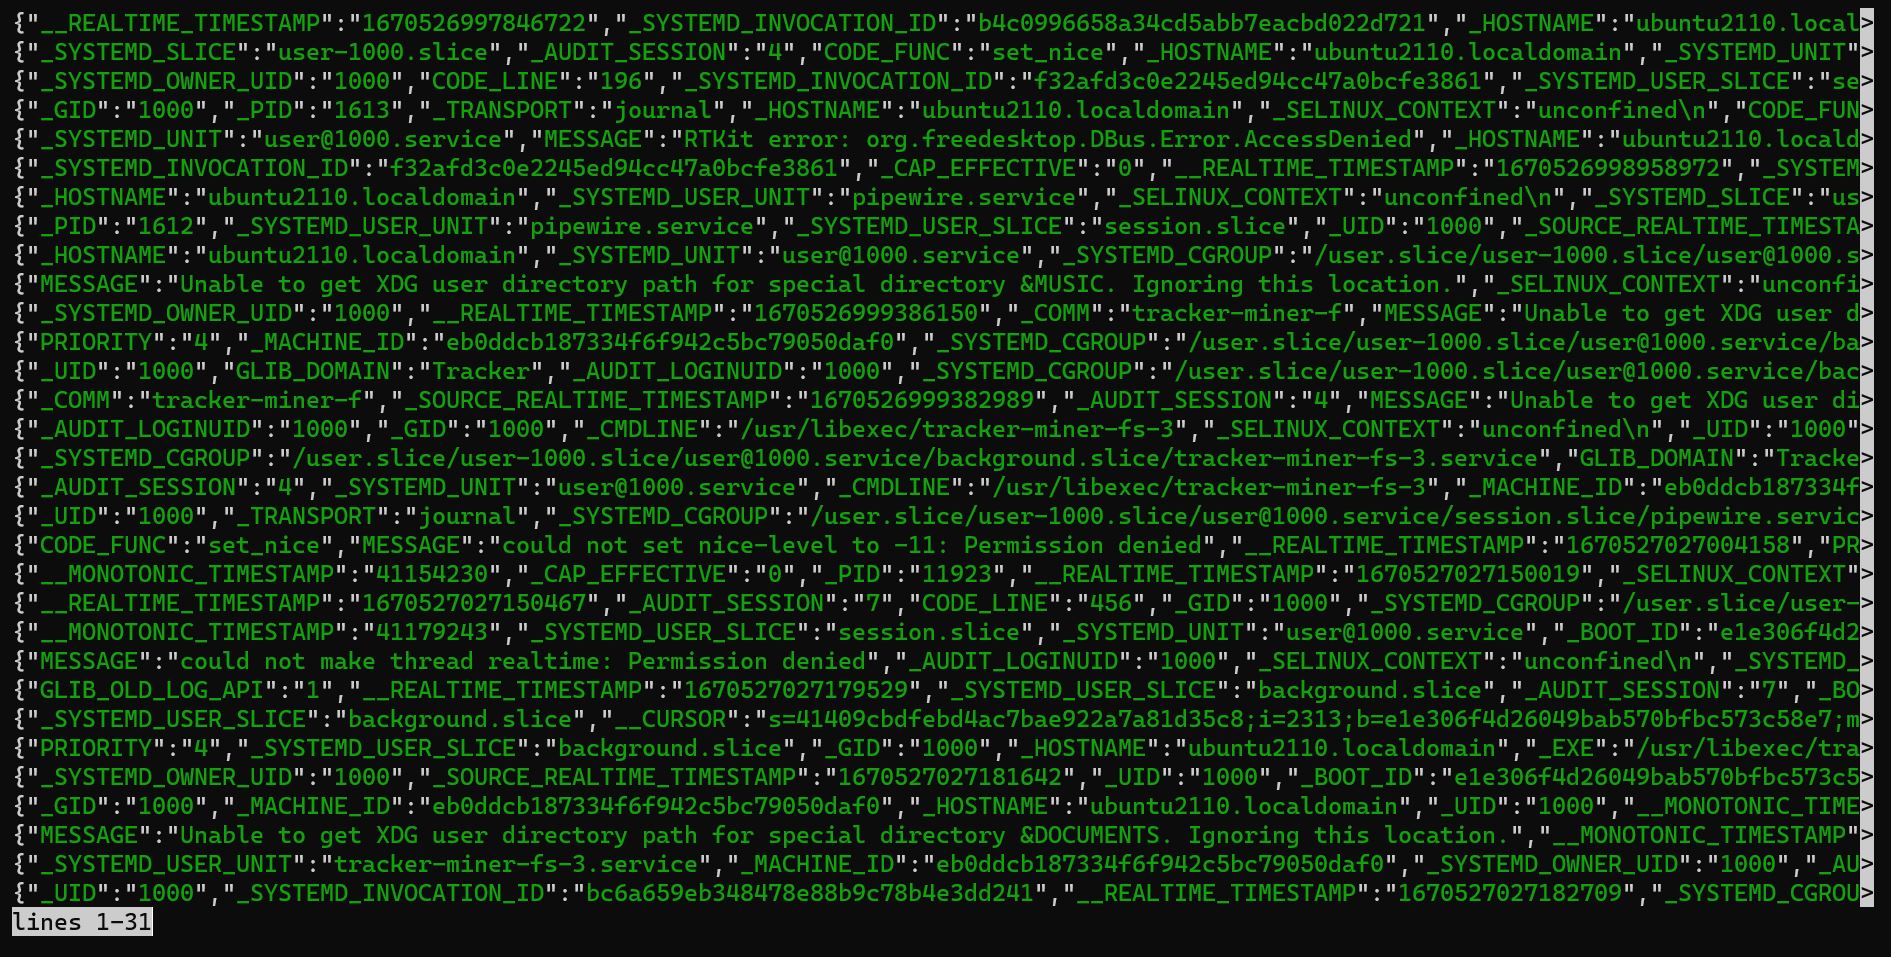 {"__REALTIME_TIMESTAMP":"1670526997846722","_SYSTEMD_INVOCATION_ID":"b4c0996658a34cd5abb7eacbd022d721","_HOSTNAME":"ubuntu2110.local>
{"_SYSTEMD_SLICE":"user-1000.slice","_AUDIT_SESSION":"4","CODE_FUNC":"set_nice","_HOSTNAME":"ubuntu2110.localdomain","_SYSTEMD_UNIT">
{"_SYSTEMD_OWNER_UID":"1000","CODE_LINE":"196","_SYSTEMD_INVOCATION_ID":"f32afd3c0e2245ed94cc47a0bcfe3861","_SYSTEMD_USER_SLICE":"se>
{"_GID":"1000","_PID":"1613","_TRANSPORT":"journal","_HOSTNAME":"ubuntu2110.localdomain","_SELINUX_CONTEXT":"unconfined\n","CODE_FUN>
{"_SYSTEMD_UNIT":"user@1000.service","MESSAGE":"RTKit error: org.freedesktop.DBus.Error.AccessDenied","_HOSTNAME":"ubuntu2110.locald>
{"_SYSTEMD_INVOCATION_ID":"f32afd3c0e2245ed94cc47a0bcfe3861","_CAP_EFFECTIVE":"0","__REALTIME_TIMESTAMP":"1670526998958972","_SYSTEM>
{"_HOSTNAME":"ubuntu2110.localdomain","_SYSTEMD_USER_UNIT":"pipewire.service","_SELINUX_CONTEXT":"unconfined\n","_SYSTEMD_SLICE":"us>
{"_PID":"1612","_SYSTEMD_USER_UNIT":"pipewire.service","_SYSTEMD_USER_SLICE":"session.slice","_UID":"1000","_SOURCE_REALTIME_TIMESTA>
{"_HOSTNAME":"ubuntu2110.localdomain","_SYSTEMD_UNIT":"user@1000.service","_SYSTEMD_CGROUP":"/user.slice/user-1000.slice/user@1000.s>
{"MESSAGE":"Unable to get XDG user directory path for special directory &MUSIC. Ignoring this location.","_SELINUX_CONTEXT":"unconfi>
{"_SYSTEMD_OWNER_UID":"1000","__REALTIME_TIMESTAMP":"1670526999386150","_COMM":"tracker-miner-f","MESSAGE":"Unable to get XDG user d>
{"PRIORITY":"4","_MACHINE_ID":"eb0ddcb187334f6f942c5bc79050daf0","_SYSTEMD_CGROUP":"/user.slice/user-1000.slice/user@1000.service/ba>
{"_UID":"1000","GLIB_DOMAIN":"Tracker","_AUDIT_LOGINUID":"1000","_SYSTEMD_CGROUP":"/user.slice/user-1000.slice/user@1000.service/bac>
{"_COMM":"tracker-miner-f","_SOURCE_REALTIME_TIMESTAMP":"1670526999382989","_AUDIT_SESSION":"4","MESSAGE":"Unable to get XDG user di>
{"_AUDIT_LOGINUID":"1000","_GID":"1000","_CMDLINE":"/usr/libexec/tracker-miner-fs-3","_SELINUX_CONTEXT":"unconfined\n","_UID":"1000">
{"_SYSTEMD_CGROUP":"/user.slice/user-1000.slice/user@1000.service/background.slice/tracker-miner-fs-3.service","GLIB_DOMAIN":"Tracke>
{"_AUDIT_SESSION":"4","_SYSTEMD_UNIT":"user@1000.service","_CMDLINE":"/usr/libexec/tracker-miner-fs-3","_MACHINE_ID":"eb0ddcb187334f>
{"_UID":"1000","_TRANSPORT":"journal","_SYSTEMD_CGROUP":"/user.slice/user-1000.slice/user@1000.service/session.slice/pipewire.servic>
{"CODE_FUNC":"set_nice","MESSAGE":"could not set nice-level to -11: Permission denied","__REALTIME_TIMESTAMP":"1670527027004158","PR>
{"__MONOTONIC_TIMESTAMP":"41154230","_CAP_EFFECTIVE":"0","_PID":"11923","__REALTIME_TIMESTAMP":"1670527027150019","_SELINUX_CONTEXT">
{"__REALTIME_TIMESTAMP":"1670527027150467","_AUDIT_SESSION":"7","CODE_LINE":"456","_GID":"1000","_SYSTEMD_CGROUP":"/user.slice/user->
{"__MONOTONIC_TIMESTAMP":"41179243","_SYSTEMD_USER_SLICE":"session.slice","_SYSTEMD_UNIT":"user@1000.service","_BOOT_ID":"e1e306f4d2>
{"MESSAGE":"could not make thread realtime: Permission denied","_AUDIT_LOGINUID":"1000","_SELINUX_CONTEXT":"unconfined\n","_SYSTEMD_>
{"GLIB_OLD_LOG_API":"1","__REALTIME_TIMESTAMP":"1670527027179529","_SYSTEMD_USER_SLICE":"background.slice","_AUDIT_SESSION":"7","_BO>
{"_SYSTEMD_USER_SLICE":"background.slice","__CURSOR":"s=41409cbdfebd4ac7bae922a7a81d35c8;i=2313;b=e1e306f4d26049bab570bfbc573c58e7;m>
{"PRIORITY":"4","_SYSTEMD_USER_SLICE":"background.slice","_GID":"1000","_HOSTNAME":"ubuntu2110.localdomain","_EXE":"/usr/libexec/tra>
{"_SYSTEMD_OWNER_UID":"1000","_SOURCE_REALTIME_TIMESTAMP":"1670527027181642","_UID":"1000","_BOOT_ID":"e1e306f4d26049bab570bfbc573c5>
{"_GID":"1000","_MACHINE_ID":"eb0ddcb187334f6f942c5bc79050daf0","_HOSTNAME":"ubuntu2110.localdomain","_UID":"1000","__MONOTONIC_TIME>
{"MESSAGE":"Unable to get XDG user directory path for special directory &DOCUMENTS. Ignoring this location.","__MONOTONIC_TIMESTAMP">
{"_SYSTEMD_USER_UNIT":"tracker-miner-fs-3.service","_MACHINE_ID":"eb0ddcb187334f6f942c5bc79050daf0","_SYSTEMD_OWNER_UID":"1000","_AU>
{"_UID":"1000","_SYSTEMD_INVOCATION_ID":"bc6a659eb348478e88b9c78b4e3dd241","__REALTIME_TIMESTAMP":"1670527027182709","_SYSTEMD_CGROU>
lines 1-31